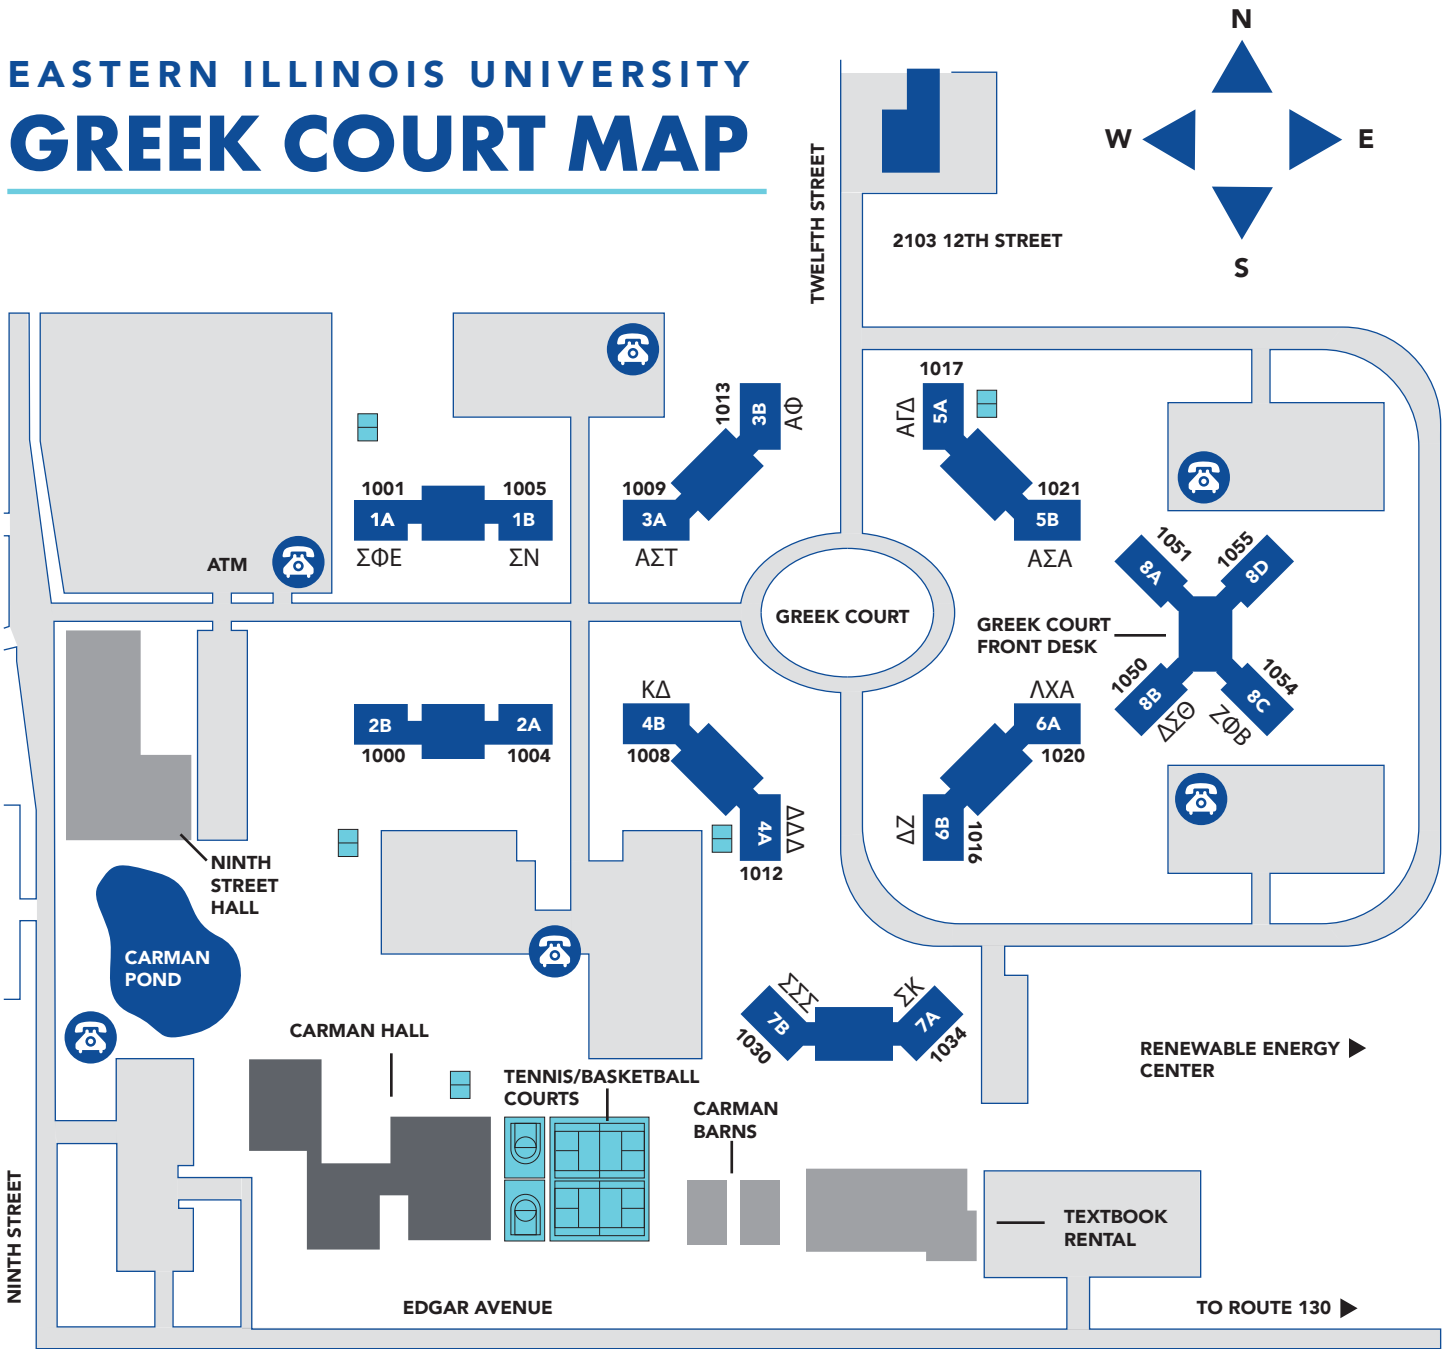 EASTERN ILLINOIS UNIVERSITY
GREEK COURT MAP
N
W
E
S
TWELFTH STREET
2103 12TH STREET
1013
3B
ΑΦ
1017
ΑΓΔ
5A
1001
1005
1A
1B
ΣΦΕ
ΣΝ
1009
3A
ΑΣΤ
1021
5B
ΑΣΑ
1051
8A
1055
8D
ATM
GREEK COURT
GREEK COURT
FRONT DESK
1050
8B
ΔΣΘ
1054
8C
ΖΦΒ
2B
2A
1000
1004
ΚΔ
4B
1008
4A
ΔΔΔ
1012
ΛΧΑ
6A
1020
ΔΖ
6B
1016
NINTH
STREET
HALL
CARMAN
POND
ΣΣΣ
7B
1030
ΣΚ
7A
1034
CARMAN HALL
RENEWABLE ENERGY
CENTER
TENNIS/BASKETBALL
COURTS
CARMAN
BARNS
NINTH STREET
TEXTBOOK
RENTAL
EDGAR AVENUE
TO ROUTE 130